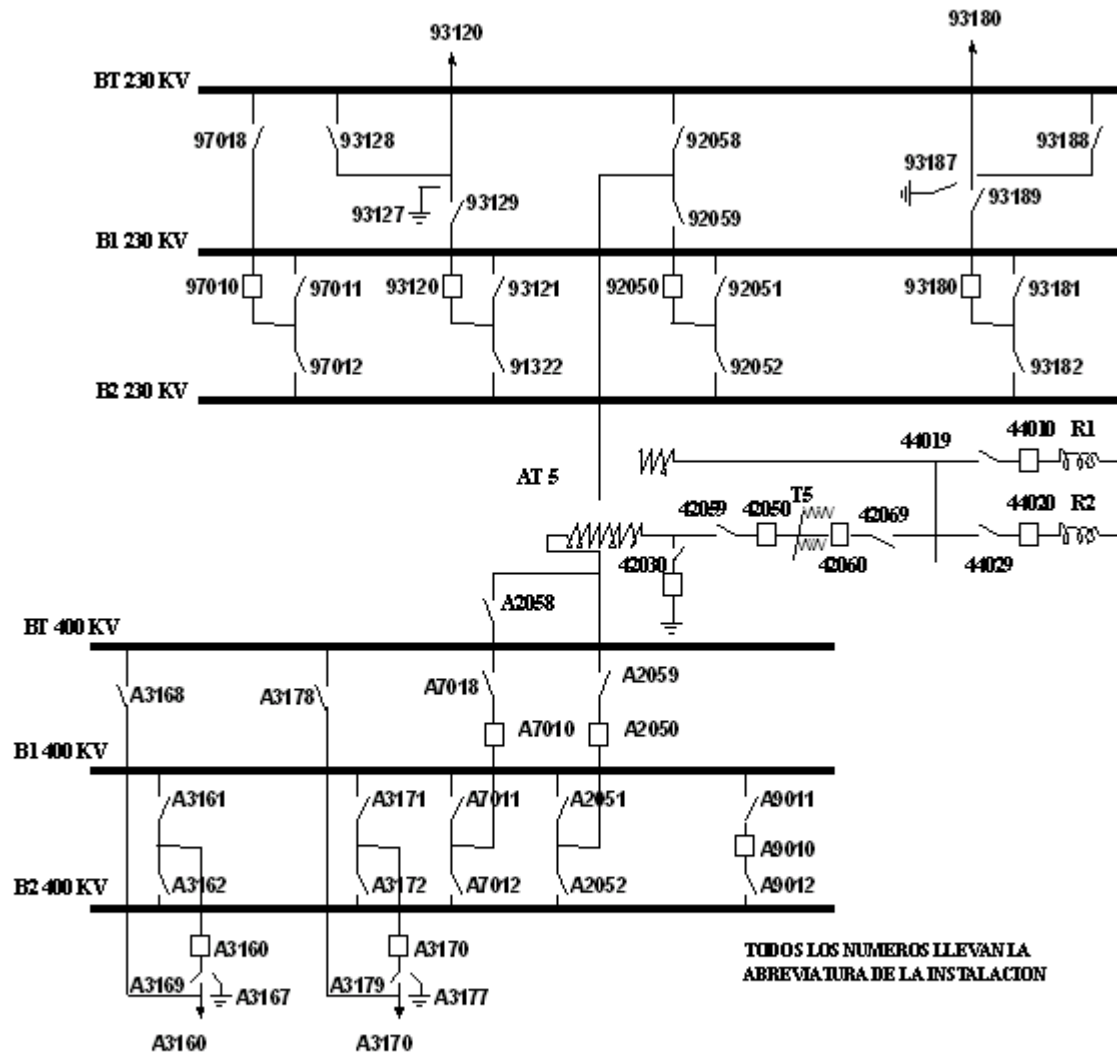 93120
93180
BT 230 KV
97018
93128
92058
93188
93187
93127
93129
92059
93189
B1 230 KV
97010
97011
93120
93121
92050
92051
93180
93181
97012
91322
92052
93182
B2 230 KV
44019
44010
R1
AT 5
42059
42050
T5
42069
44020
R2
42030
42060
44029
A2058
BT 400 KV
A3168
A3178
A7018
A2059
A7010
A2050
B1 400 KV
A3161
A3171
A7011
A2051
A9011
A9010
A3162
A3172
A7012
A2052
A9012
B2 400 KV
A3160
A3170
TODOS LOS NUMEROS LLEVAN LA
ABREVIATURA DE LA INSTALACION
A3169
A3167
A3179
A3177
A3160
A3170